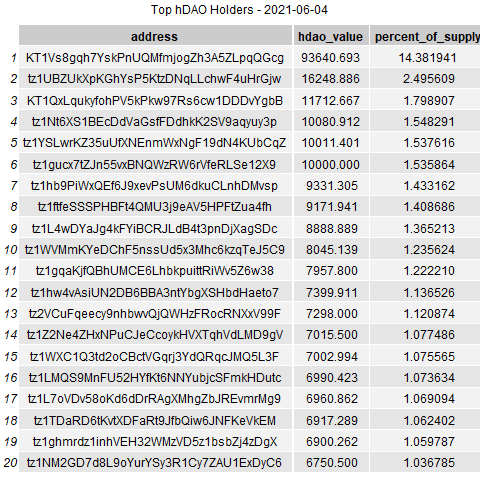 Top hDAO Holders - 2021-06-04
address hdao_value percent_of_supply
1 KT1Vs8gqh7YskPnUQMfmjogZh3A5ZLpqQGcg 93640.693 14.381941
2 tz1UBZUkXpKGhYsP5KtzDNqLLchwF4uHrGjw 16248.886 2.495609
3 KT1QxLqukyfohPV5kPkw97Rs6cw1DDDvYgbB 11712.667 1.798907
4 tz1Nt6XS1BEcDdVaGsfFDdhkK2SV9aqyuy3p 10080.912 1.548291
5 tz1YSLwrKZ35uUfXNEnmWxNgF19dN4KUbCqZ 10011.401 1.537616
6 tz1gucx7tZJn55vxBNQWzRW6rVfeRLSe12X9 10000.000 1.535864
7 tz1hb9PiWxQEf6J9xevPsUM6dkuCLnhDMvsp 9331.305 1.433162
8 tz1ftfeSSSPHBFt4QMU3j9eAV5HPFtZua4fh 9171.941 1.408686
9 tz1L4wDYaJg4kFYiBCRJLdB4t3pnDjXagSDc 8888.889 1.365213
10 tz1WVMmKYeDChF5nssUd5x3Mhc6kzqTeJ5C9 8045.139 1.235624
11 tz1gqaKjfQBhUMCE6LhbkpuittRiWv5Z6w38 7957.800 1.222210
12 tz1hw4vAsiUN2DB6BBA3ntYbgXSHbdHaeto7 7399.911 1.136526
13 tz2VCuFqeecy9nhbwvQjQWHzFRocRNXxV99F 7298.000 1.120874
14 tz1Z2Ne4ZHxNPuCJeCcoykHVXTqhVdLMD9gV 7015.500 1.077486
15 tz1WXC1Q3td2oCBctVGqrj3YdQRqcJMQ5L3F 7002.994 1.075565
16 tz1LMQS9MnFU52HYfKt6NNYubjcSFmkHDutc 6990.423 1.073634
17 tz1L7oVDv58oKd6dDrRAgXMhgZbJREvmrMg9 6960.862 1.069094
18 tz1TDaRD6tKvtXDFaRt9JfbQiw6JNFKeVkEM 6917.289 1.062402
19 tz1ghmrdz1inhVEH32WMzVD5z1bsbZj4zDgX 6900.262 1.059787
20 tz1NM2GD7d8L9oYurYSy3R1Cy7ZAU1ExDyC6 6750.500 1.036785